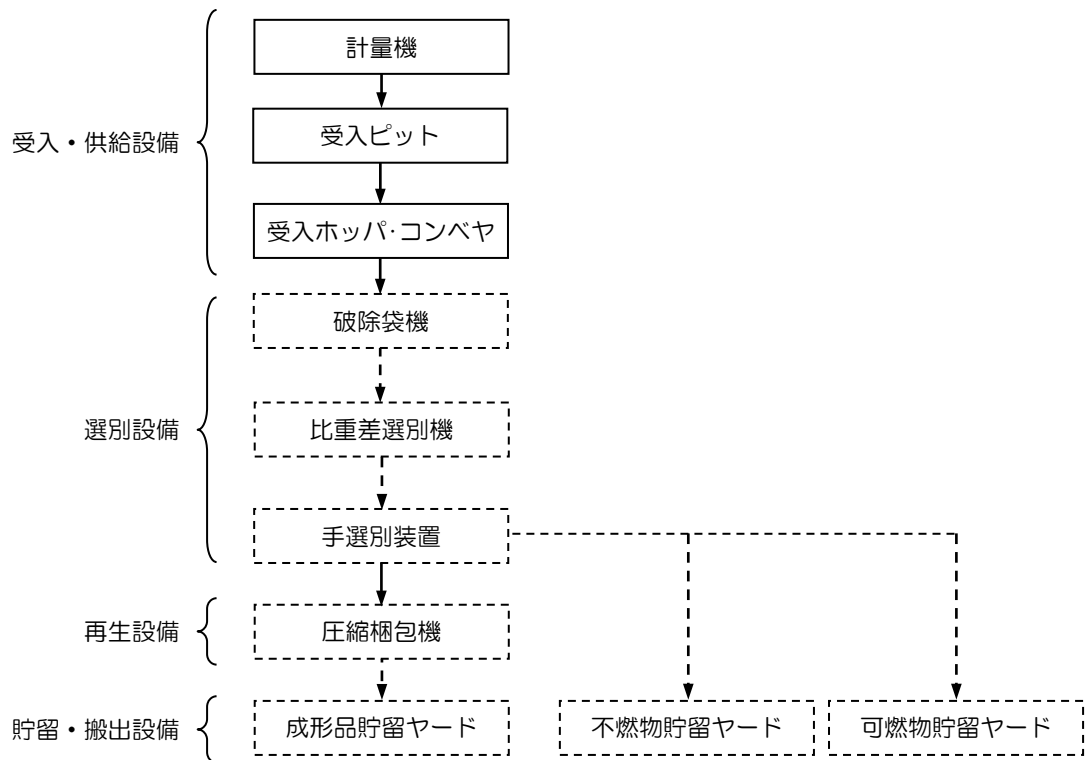 計量機
受入ピット
受入・供給設備
受入ホッパ･コンベヤ
破除袋機
比重差選別機
選別設備
手選別装置
再生設備
圧縮梱包機
貯留・搬出設備
成形品貯留ヤード
不燃物貯留ヤード
可燃物貯留ヤード